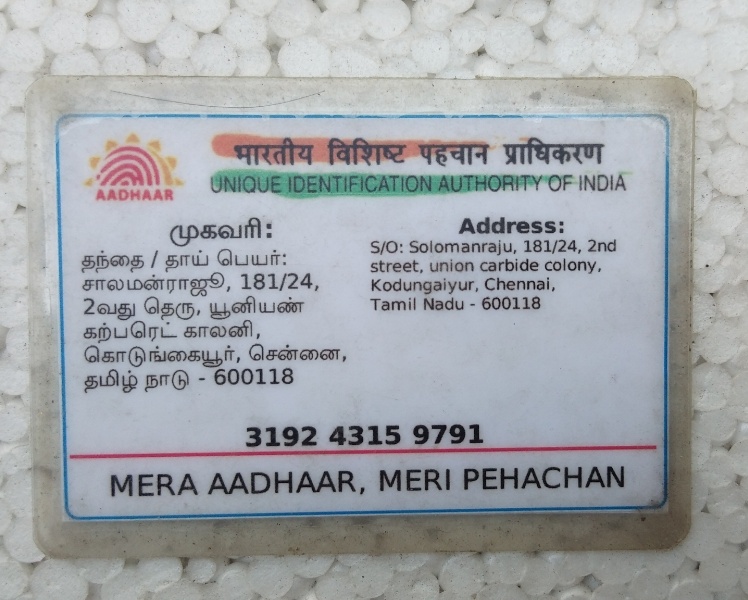 भारतीय विशिष्ट पहचान प्राधिकरण
AADHAAR
UNIQUE IDENTIFICATION AUTHORITY OF INDIA
முகவரி:
தந்தை / தாய் பெயர்:
சாலமன்ராஜூ, 181/24,
2வது தெரு, யூனியண்
கற்பரெட் காலனி,
கொடுங்கையூர், சென்னை,
தமிழ் நாடு - 600118
Address:
S/O: Solomanraju, 181/24, 2nd
street, union carbide colony,
Kodungaiyur, Chennai,
Tamil Nadu - 600118
3192 4315 9791
MERA AADHAAR, MERI PEHACHAN